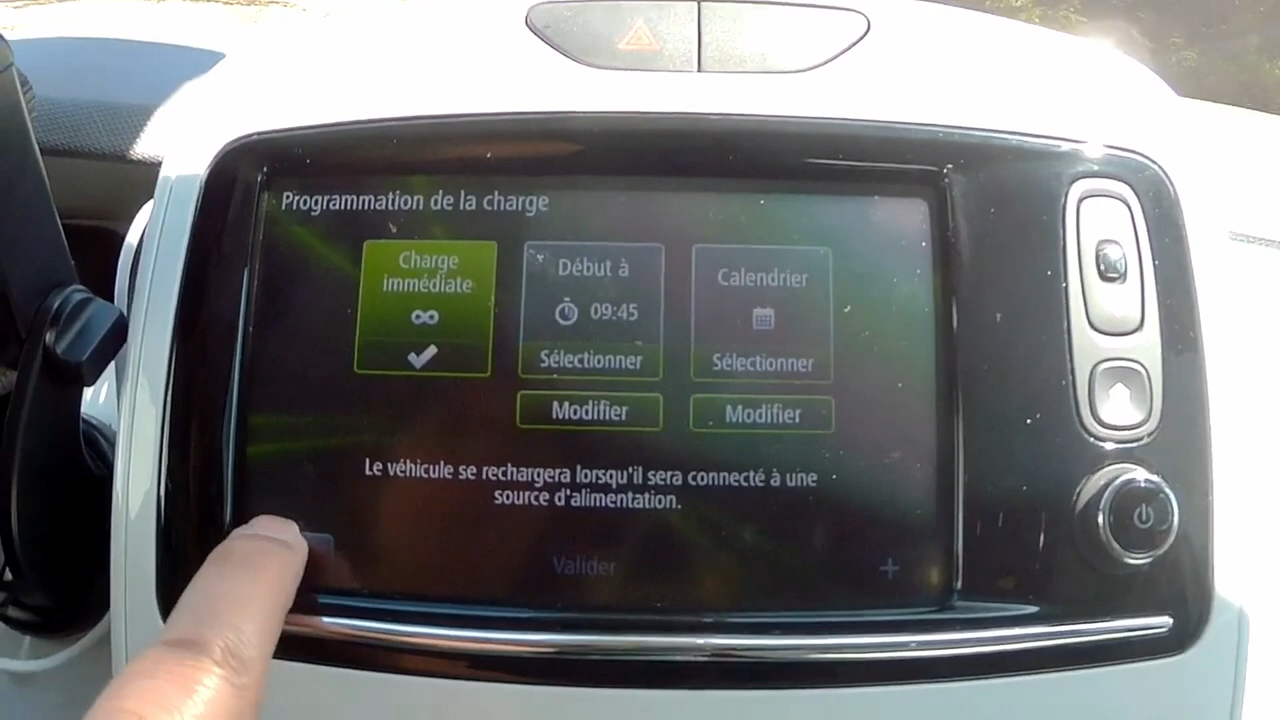 Programmation de la charge
Charge
immédiate
Début à
09:45
Sélectionner
Modifier
Calendrier
Sélectionner
Modifier
Le véhicule se rechargera lorsqu'il sera connecté à une
source d'alimentation.
Valider
+